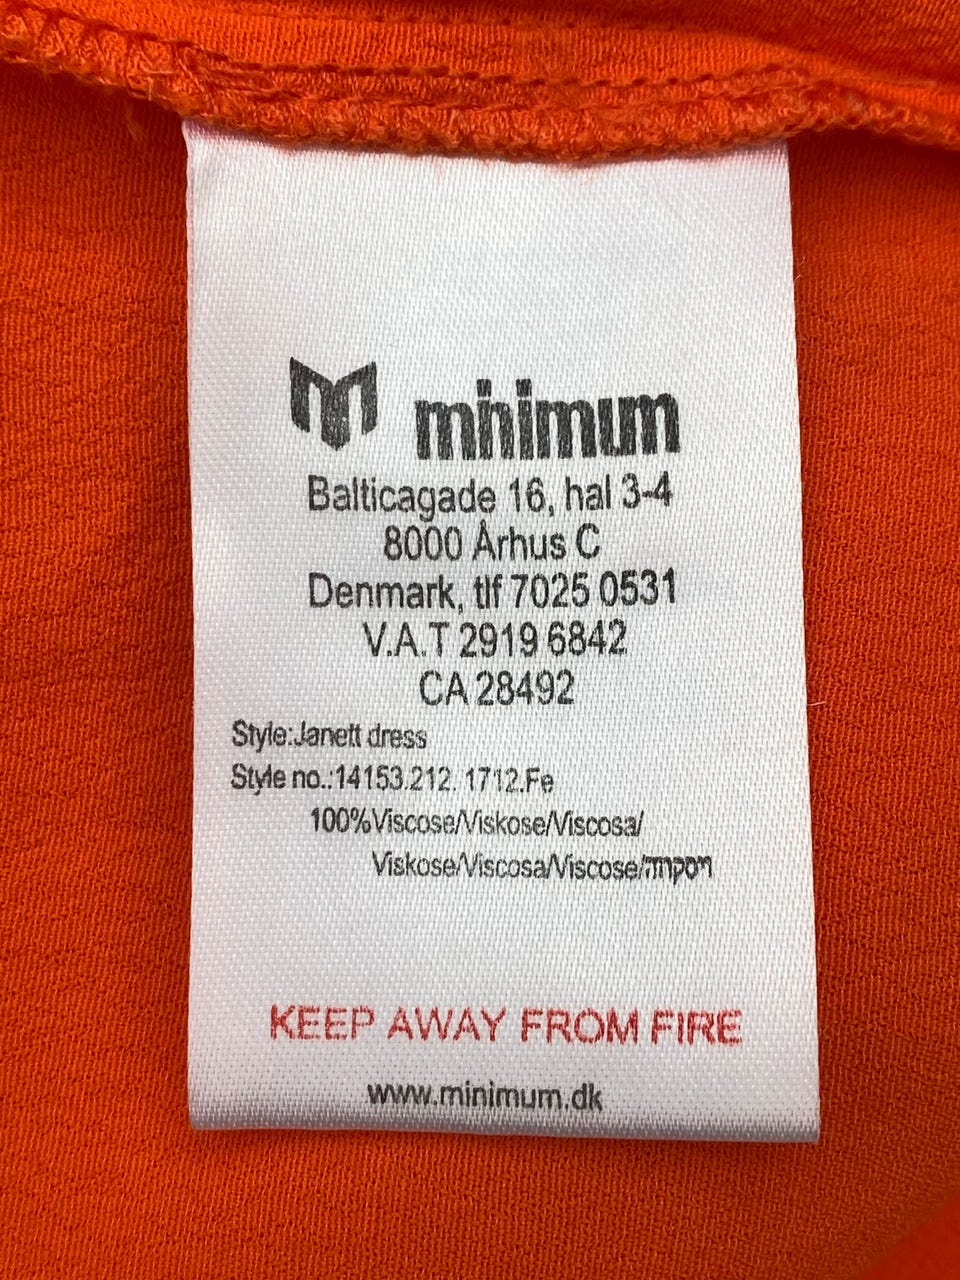 minimum
Balticagade 16, hal 3-4
8000 Århus C
Denmark, tlf 7025 0531
V.A.T 2919 6842
CA 28492
Style:Janett dress
Style no.:14153.212. 1712.Fe
100%Viscose/Viskose/Viscosa/
Viskose/Viscosa/Viscose/
KEEP AWAY FROM FIRE
www.minimum.dk